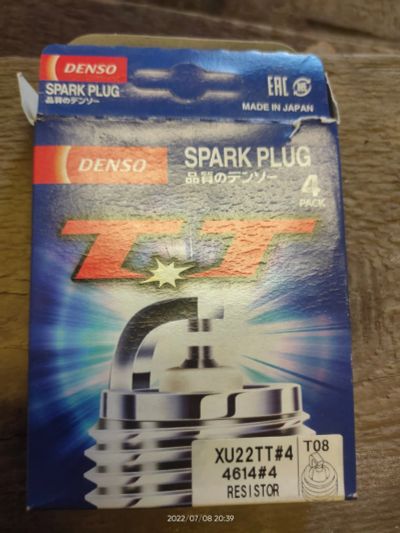 DENSO
SPARK PLUG
品質のデンソー
EAC
MADE IN JAPAN
DENSO
SPARK PLUG
品質のデンソー
4
PACK
TT
XU22TT#4
4614#4
RESISTOR
T08
2022/07/08 20:39